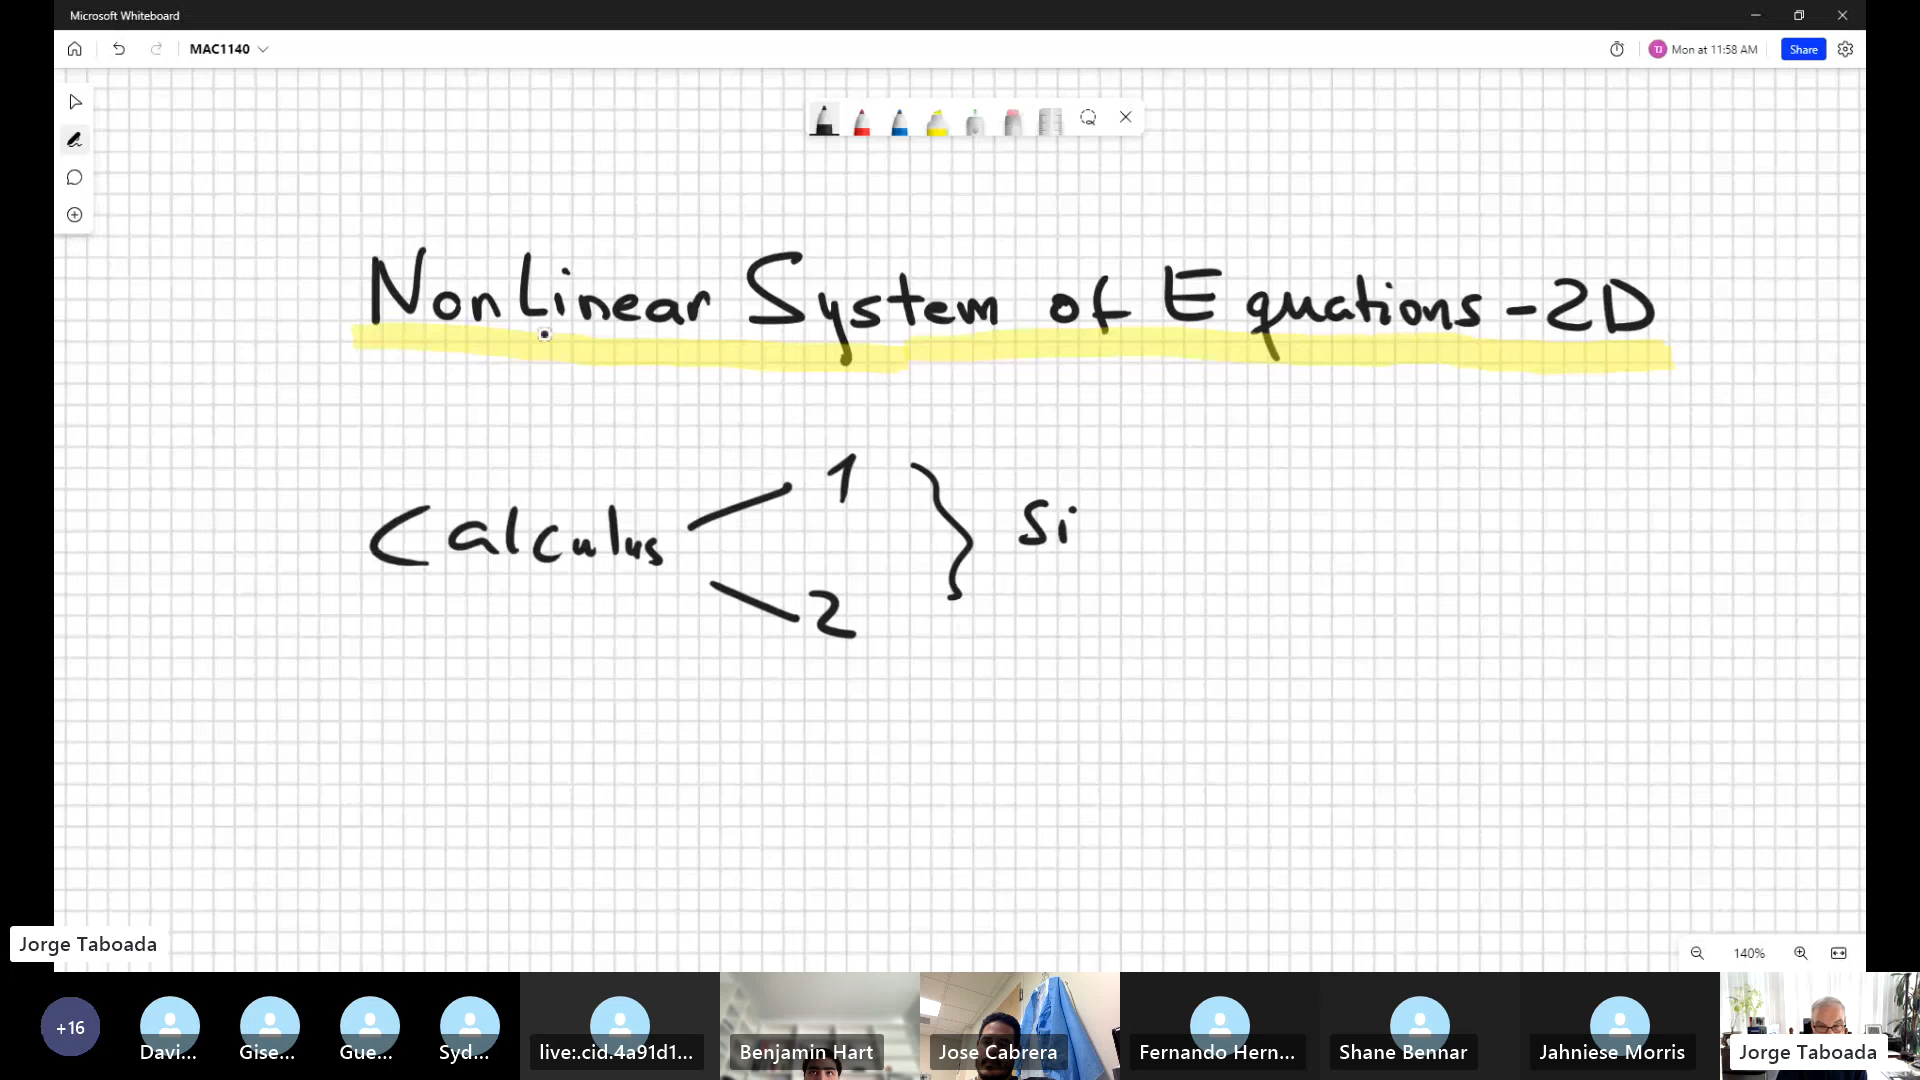 Microsoft Whiteboard
MAC1140
TJ
Mon at 11:58 AM
Share
NonLinear System of Equations - 2D
Calculus
1
2
Si
140%
Jorge Taboada
+16
Davi...
Gise...
Gue...
Syd...
live:.cid.4a91d1...
Benjamin Hart
Jose Cabrera
Fernando Hern...
Shane Bennar
Jahniese Morris
Jorge Taboada